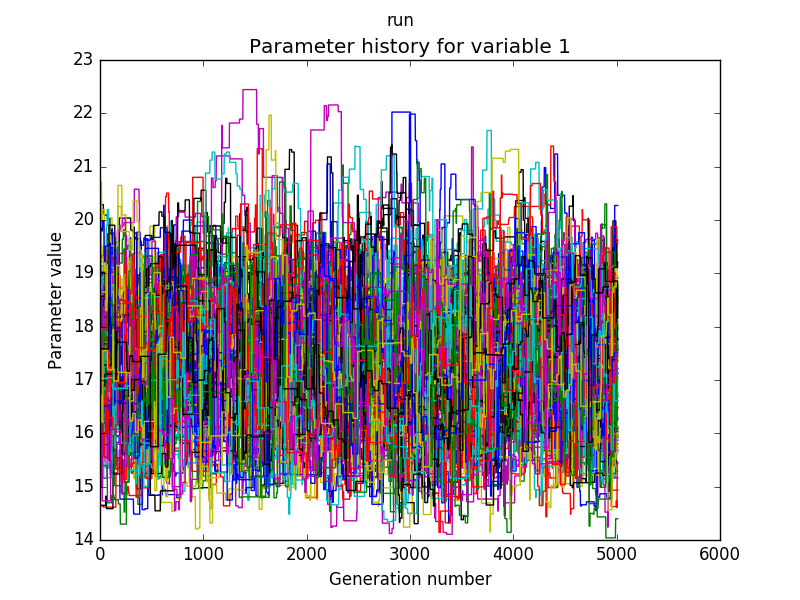 run
Parameter history for variable 1
23
22
21
20
19
18
17
16
15
14
Parameter value
0 1000 2000 3000 4000 5000 6000
Generation number